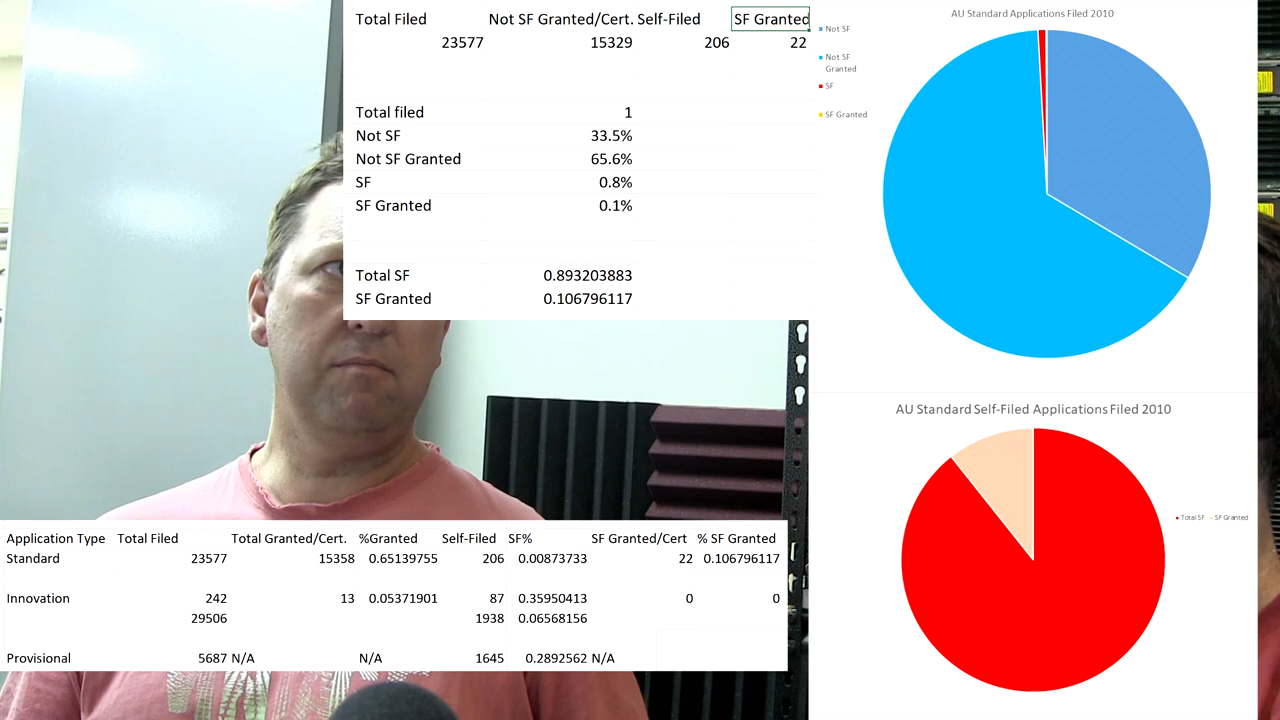 Total Filed Not SF Granted/Cert. Self-Filed SF Granted
23577 15329 206 22
Total filed 1
Not SF 33.5%
Not SF Granted 65.6%
SF 0.8%
SF Granted 0.1%
Total SF 0.893203883
SF Granted 0.106796117
AU Standard Applications Filed 2010
Not SF
Not SF
Granted
SF
SF Granted
AU Standard Self-Filed Applications Filed 2010
Total SF SF Granted
Application Type Total Filed Total Granted/Cert. %Granted Self-Filed SF% SF Granted/Cert % SF Granted
Standard 23577 15358 0.65139755 206 0.00873733 22 0.106796117
Innovation 242 13 0.05371901 87 0.35950413 0 0
29506 1938 0.06568156
Provisional 5687 N/A N/A 1645 0.2892562 N/A